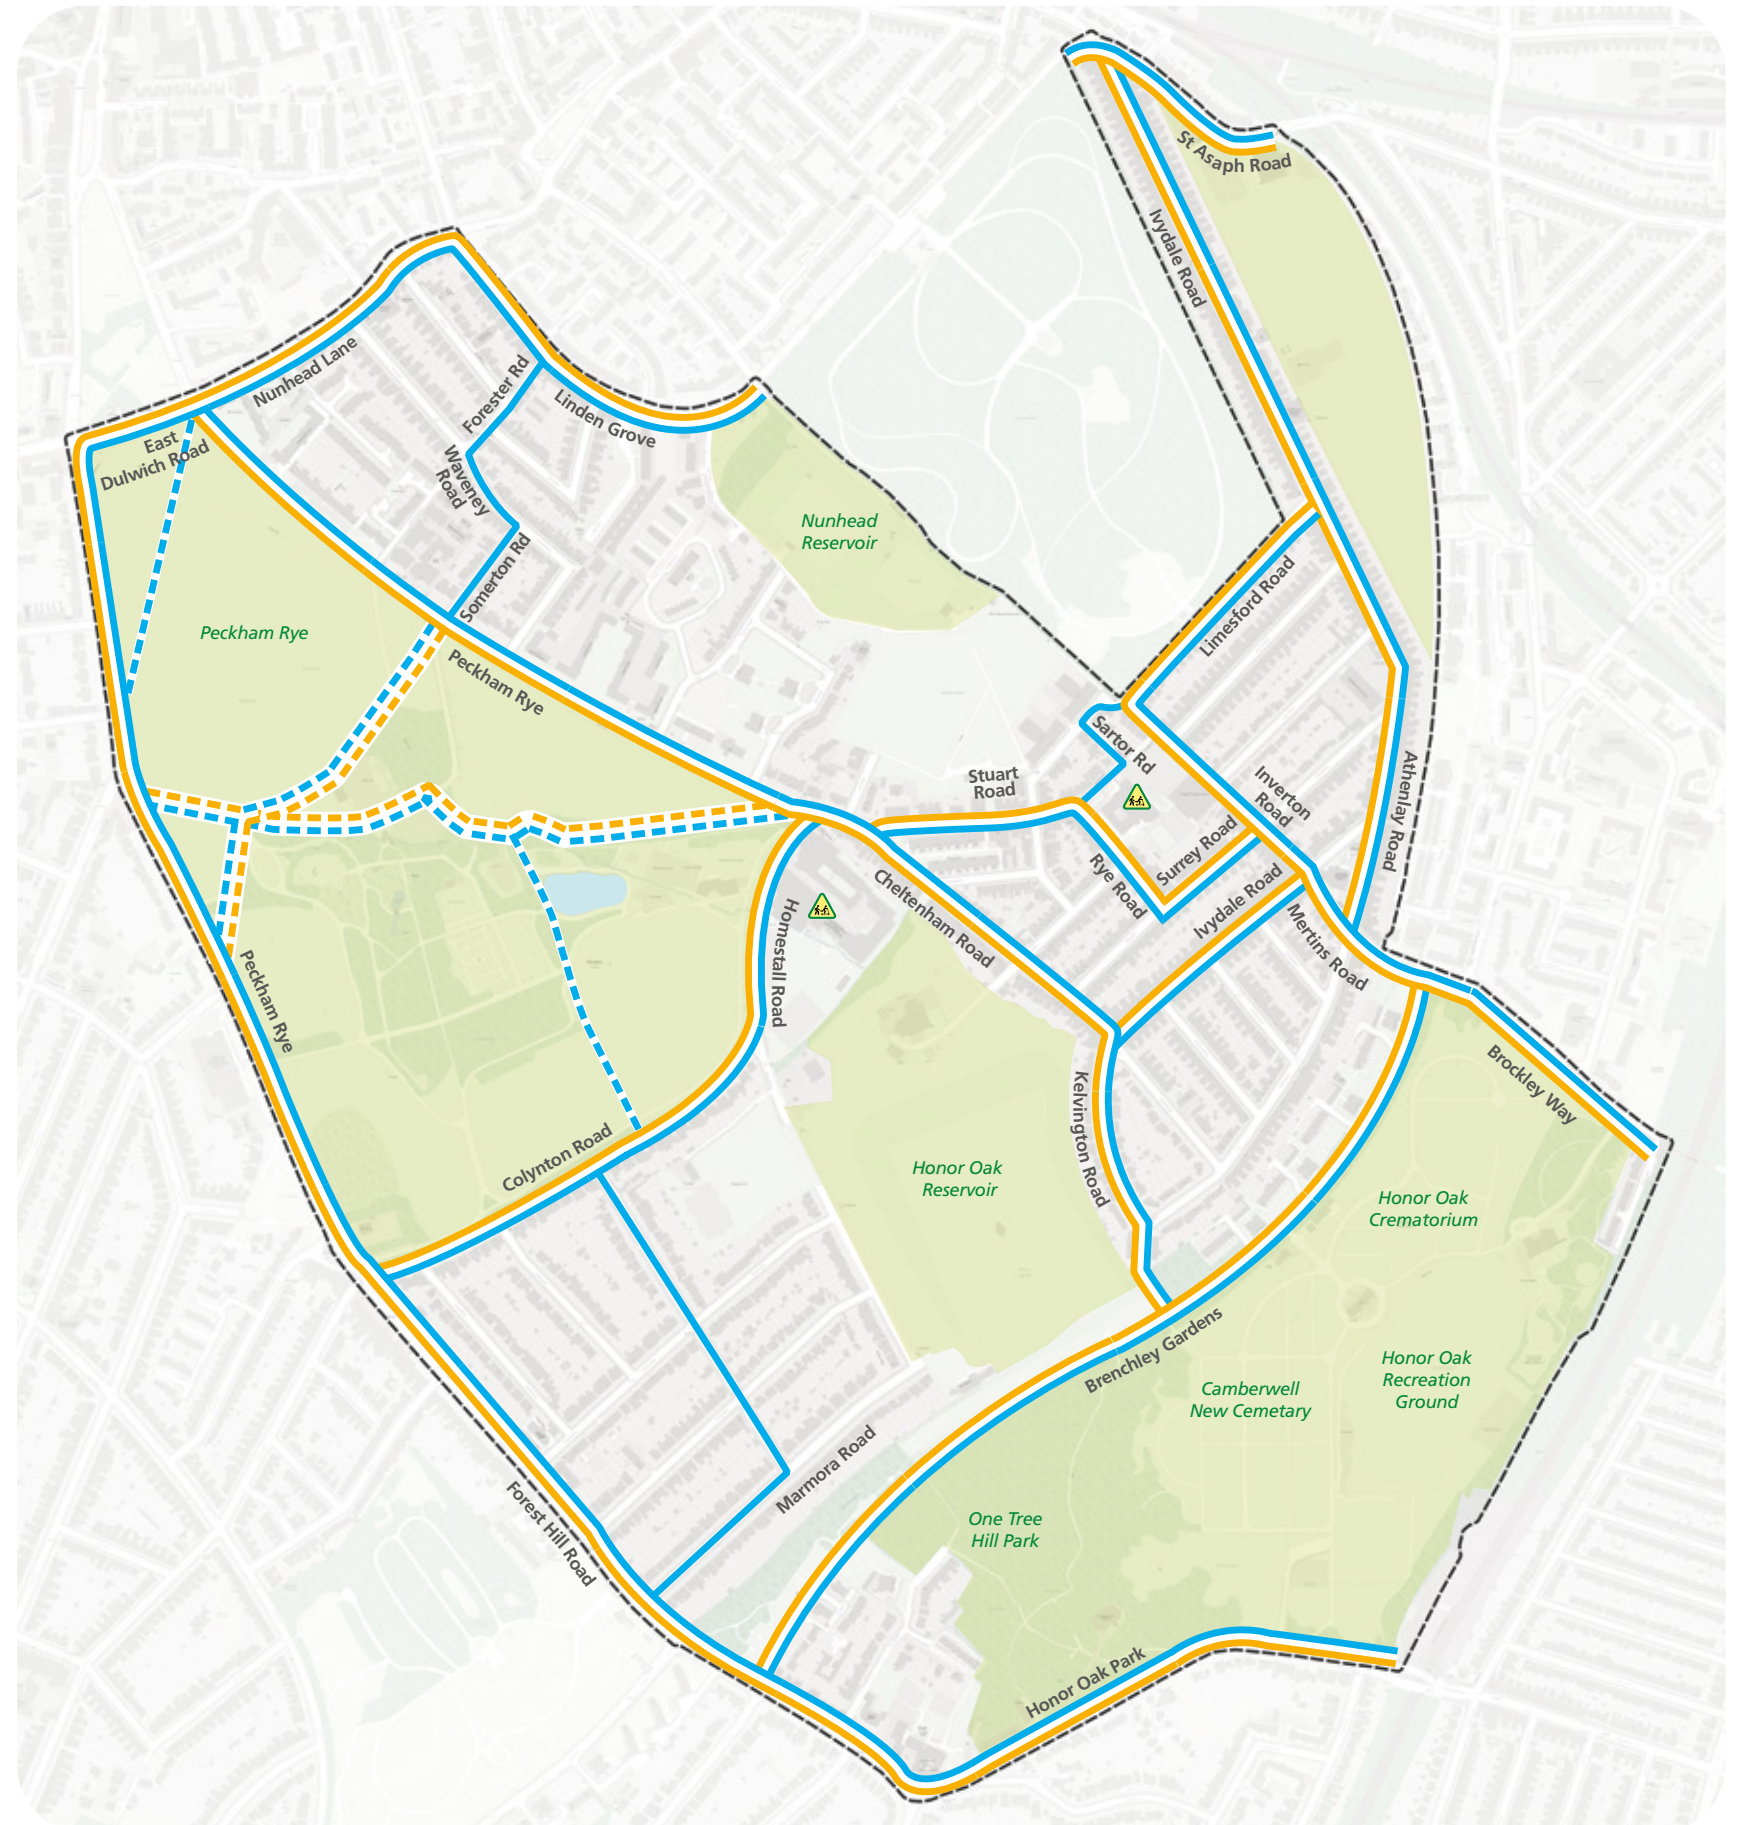 St Asaph Road
Ivydale Road
Nunhead Lane
Forester Rd
Linden Grove
East
Dulwich Road
Waveney
Road
Nunhead
Reservoir
Somerton Rd
Limesford Road
Peckham Rye
Peckham Rye
Sartor Rd
Stuart
Road
Inverton
Road
Athenlay Road
Surrey Road
Rye Road
Ivydale Road
Cheltenham Road
Homestall Road
Mertins Road
Peckham Rye
Brockley Way
Kelvington Road
Colynton Road
Honor Oak
Reservoir
Honor Oak
Crematorium
Brenchley Gardens
Honor Oak
Recreation
Ground
Camberwell
New Cemetary
Marmora Road
Forest Hill Road
One Tree
Hill Park
Honor Oak Park